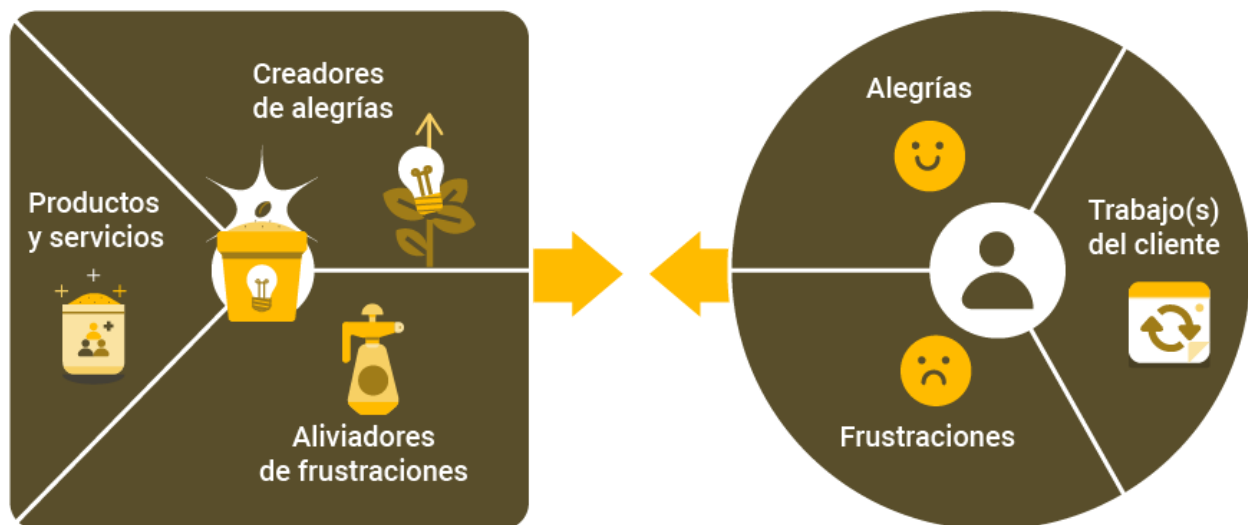 Creadores
de alegrías
Productos
y servicios
Aliviadores
de frustraciones
Alegrías
Trabajo(s)
del cliente
Frustraciones